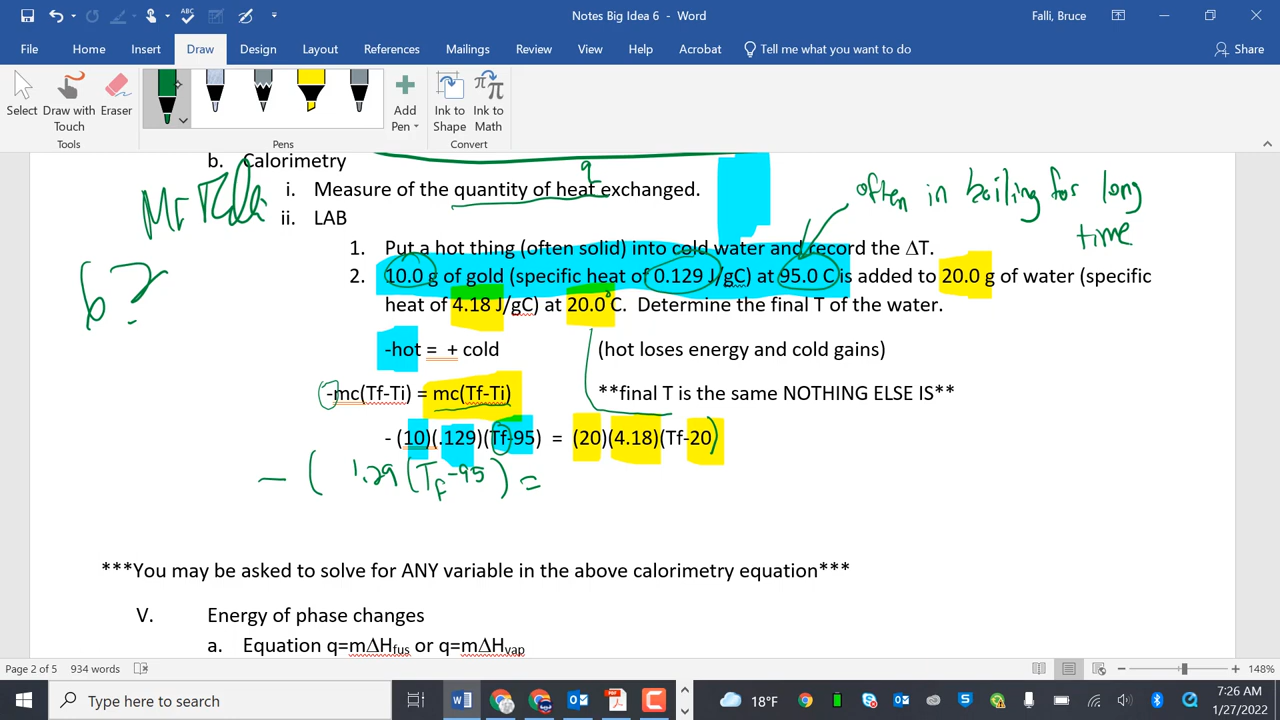 Notes Big Idea 6 - Word
Falli, Bruce
File Home Insert Draw Design Layout References Mailings Review View Help Acrobat Tell me what you want to do Share
Select Draw with Touch Eraser Add Pen Ink to Shape Ink to Math
Tools Pens Convert
b. Calorimetry
q
i. Measure of the quantity of heat exchanged.
often in boiling for long
time
Mr Falli
ii. LAB
1. Put a hot thing (often solid) into cold water and record the ΔT.
2. 10.0 g of gold (specific heat of 0.129 J/gC) at 95.0 C is added to 20.0 g of water (specific
heat of 4.18 J/gC) at 20.0°C. Determine the final T of the water.
6?
-hot = + cold (hot loses energy and cold gains)
-mc(Tf-Ti) = mc(Tf-Ti) **final T is the same NOTHING ELSE IS**
- (10)(.129)(Tf-95) = (20)(4.18)(Tf-20)
- ( 1.29 (Tf -95) =
***You may be asked to solve for ANY variable in the above calorimetry equation***
V. Energy of phase changes
a. Equation q=mΔHfus or q=mΔHvap
Page 2 of 5 934 words 148%
Type here to search 18°F 7:26 AM
1/27/2022